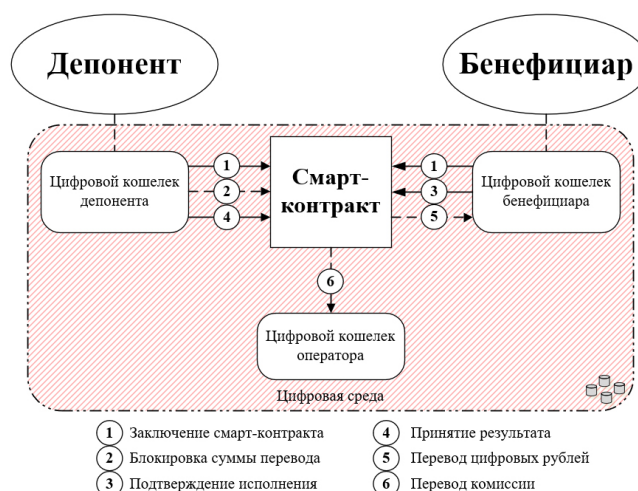 Депонент
Бенефициар
Цифровой кошелек
депонента
1
2
4
Смарт-
контракт
1
3
5
Цифровой кошелек
бенефициара
6
Цифровой кошелек
оператора
Цифровая среда
1 Заключение смарт-контракта
4 Принятие результата
2 Блокировка суммы перевода
5 Перевод цифровых рублей
3 Подтверждение исполнения
6 Перевод комиссии